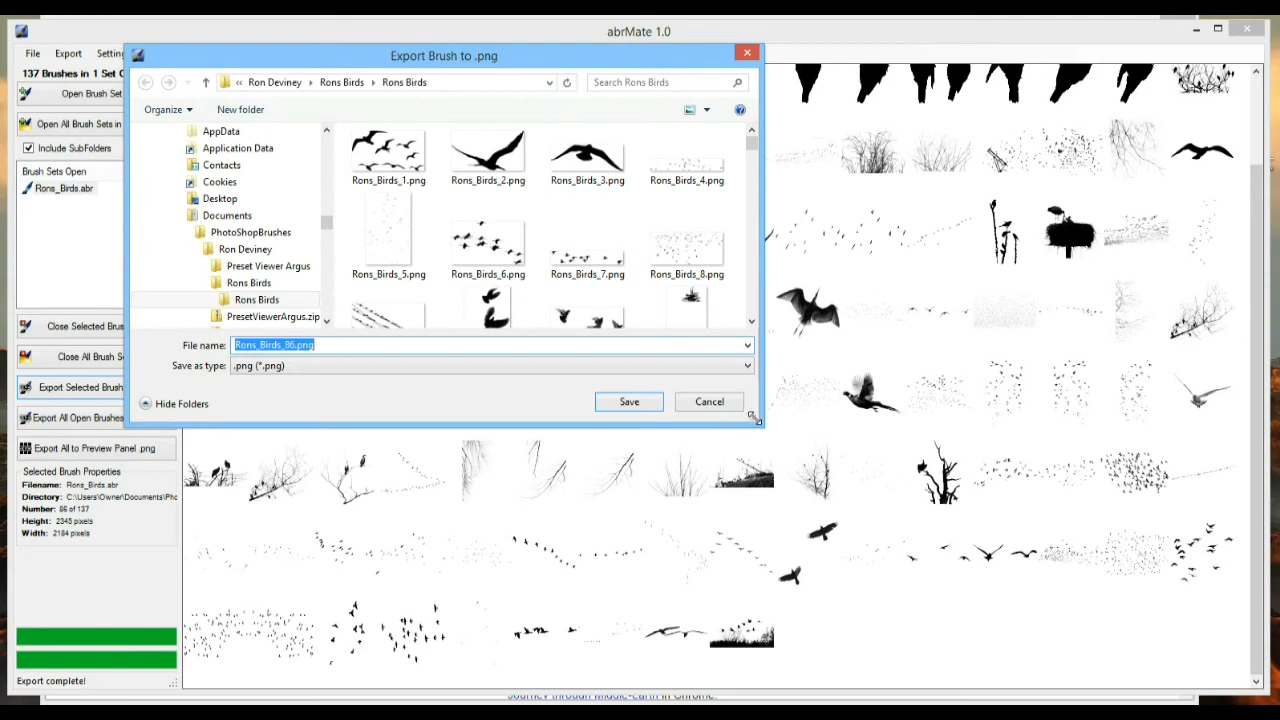 abrMate 1.0
File Export Settin
137 Brushes in 1 Set O
Open Brush Set
Open All Brush Sets in
Include SubFolders
Brush Sets Open
Rons_Birds.abr
Close Selected Brus
Close All Brush S
Export Selected Brush
Export All Open Brushes
Export All to Preview Panel .png
Selected Brush Properties
Filename: Rons_Birds.abr
Directory: C:\Users\Owner\Documents\Pho
Number: 86 of 137
Height: 2343 pixels
Width: 2184 pixels
Export complete!
Export Brush to .png
« Ron Deviney Rons Birds Rons Birds
Search Rons Birds
Organize New folder
AppData
Application Data
Contacts
Cookies
Desktop
Documents
PhotoShopBrushes
Ron Deviney
Preset Viewer Argus
Rons Birds
Rons Birds
PresetViewerArgus.zip
Rons_Birds_1.png Rons_Birds_2.png Rons_Birds_3.png Rons_Birds_4.png
Rons_Birds_5.png Rons_Birds_6.png Rons_Birds_7.png Rons_Birds_8.png
File name: Rons_Birds_86.png
Save as type: .png (*.png)
Hide Folders Save Cancel
Journey through Middle-earth in Chrome.